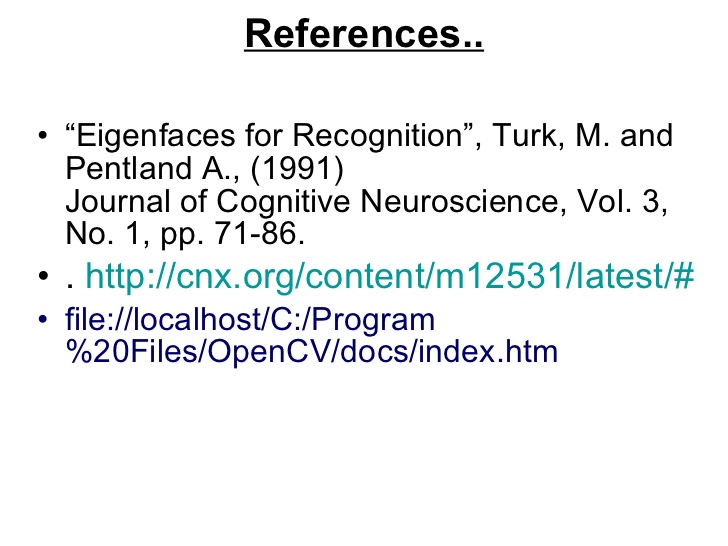 References..
• “Eigenfaces for Recognition”, Turk, M. and
Pentland A., (1991)
Journal of Cognitive Neuroscience, Vol. 3,
No. 1, pp. 71-86.
• . http://cnx.org/content/m12531/latest/#
• file://localhost/C:/Program
%20Files/OpenCV/docs/index.htm